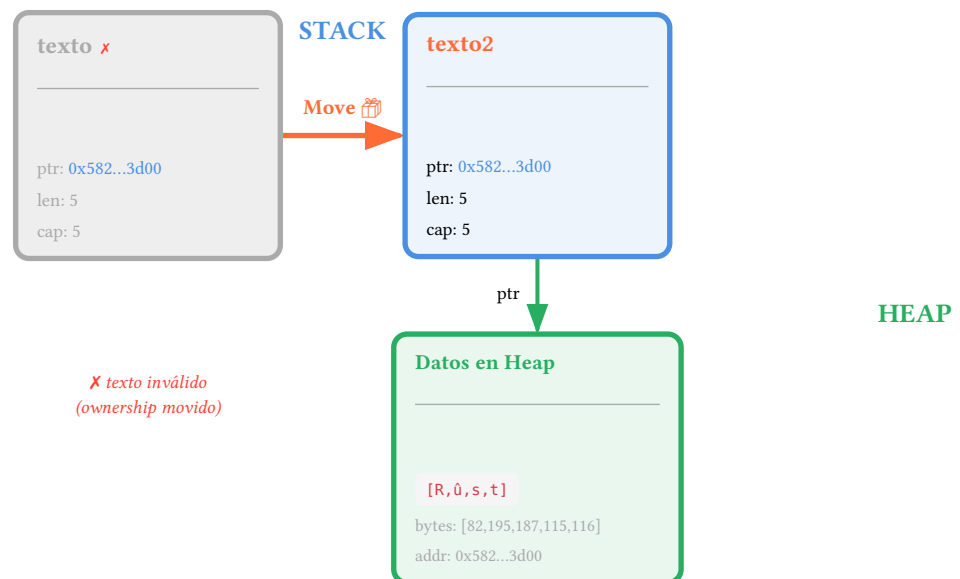 texto ✗
STACK
texto2
Move 🎁
ptr: 0x582...3d00
len: 5
cap: 5
ptr: 0x582...3d00
len: 5
cap: 5
ptr
HEAP
Datos en Heap
✗ texto inválido
(ownership movido)
[R,û,s,t]
bytes: [82,195,187,115,116]
addr: 0x582...3d00